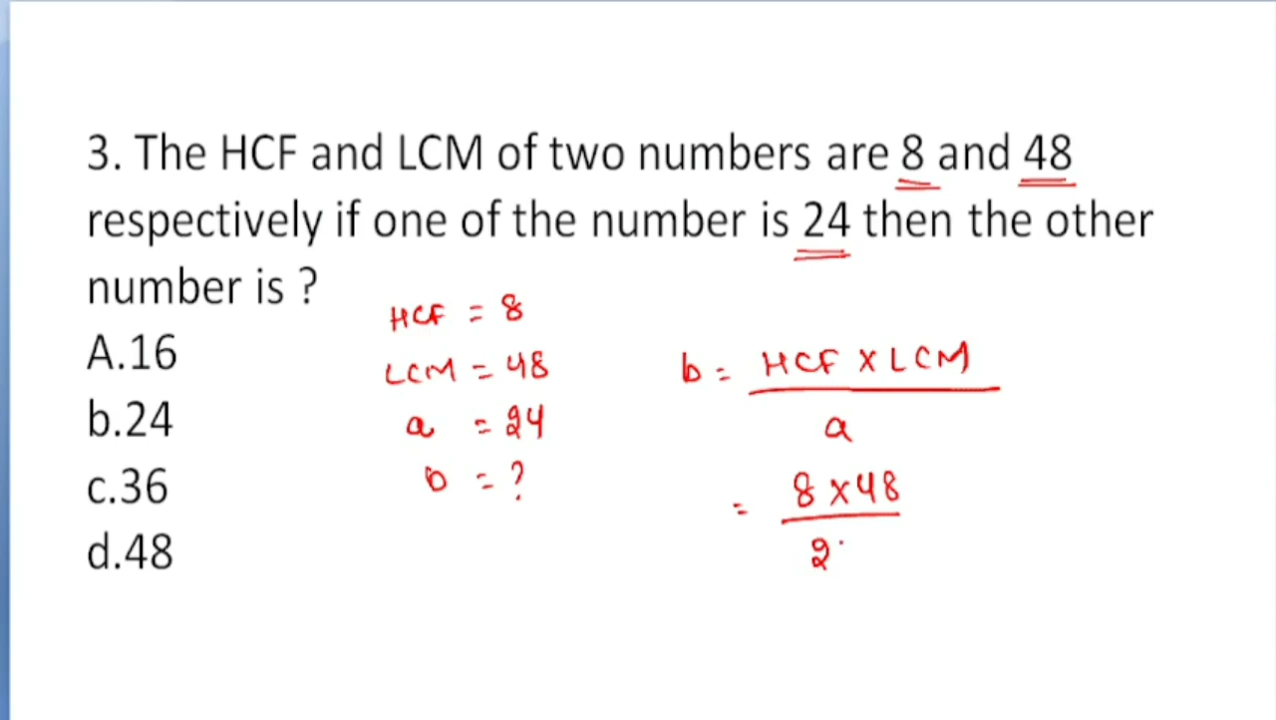 3. The HCF and LCM of two numbers are 8 and 48
respectively if one of the number is 24 then the other
number is ?
A.16
b.24
c.36
d.48
HCF = 8
LCM = 48
a = 24
b = ?
b = HCF X LCM
a
= 8 X 48
2